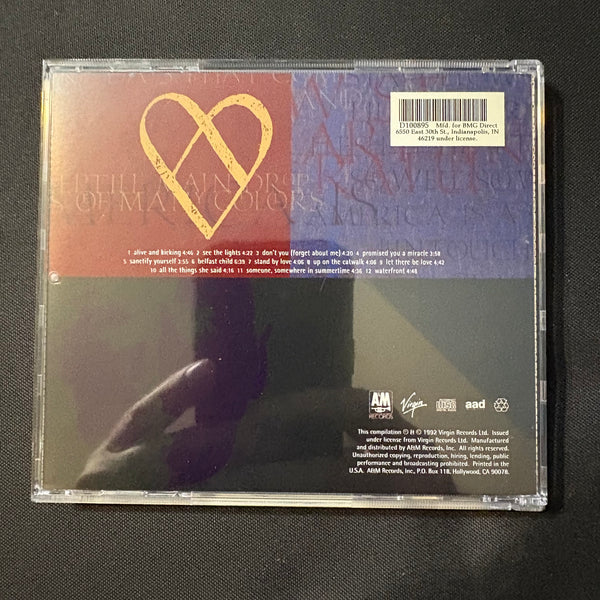 D100895 Mfd. for BMG Direct
6550 East 30th St., Indianapolis, IN
46219 under license.
OF MANY COLORS
1 alive and kicking 4:46 2 see the lights 4:22 3 don't you (forget about me) 4:20 4 promised you a miracle 3:58
5 sanctify yourself 3:55 6 belfast child 6:39 7 stand by love 4:06 8 up on the catwalk 4:06 9 let there be love 4:42
10 all the things she said 4:16 11 someone, somewhere in summertime 4:36 12 waterfront 4:48
A&M RECORDS
Virgin
aad
This compilation ℗ & © 1992 Virgin Records Ltd. Issued
under license from Virgin Records Ltd. Manufactured
and distributed by A&M Records, Inc. All rights reserved.
Unauthorized copying, reproduction, hiring, lending, public
performance and broadcasting prohibited. Printed in the
U.S.A. A&M Records, Inc., P.O. Box 118, Hollywood, CA 90078.